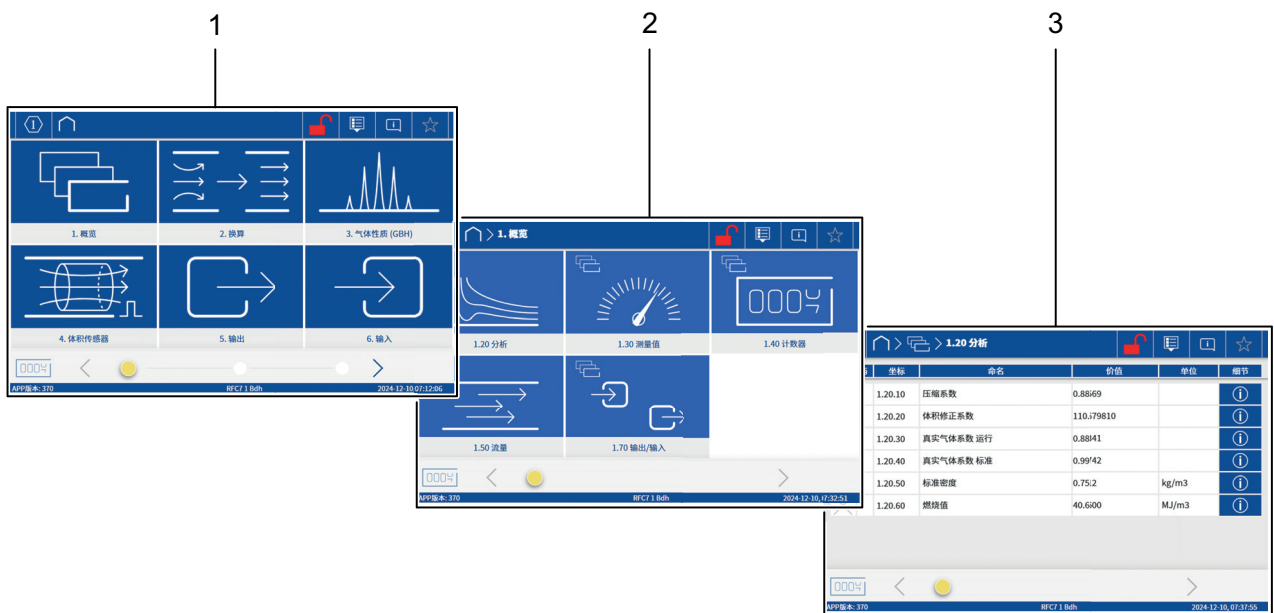 1
2
3
1
1. 概览
2. 换算
3. 气体性质 (GBH)
4. 体积传感器
5. 输出
6. 输入
APP版本: 370
RFC7 1 Bdh
2024-12-10 07:12:06
1. 概览
1.20 分析
1.30 测量值
1.40 计数器
1.50 流量
1.70 输出/输入
APP版本: 370
RFC7 1 Bdh
2024-12-10,
1.20 分析
坐标 命名 价值 单位 细节
1.20.10 压缩系数
1.20.20 体积修正系数
1.20.30 真实气体系数 运行
1.20.40 真实气体系数 标准
1.20.50 标准密度 kg/m3
1.20.60 燃烧值 MJ/m3
APP版本: 370
RFC7 1 Bdh
2024-12-10, 07:37:55